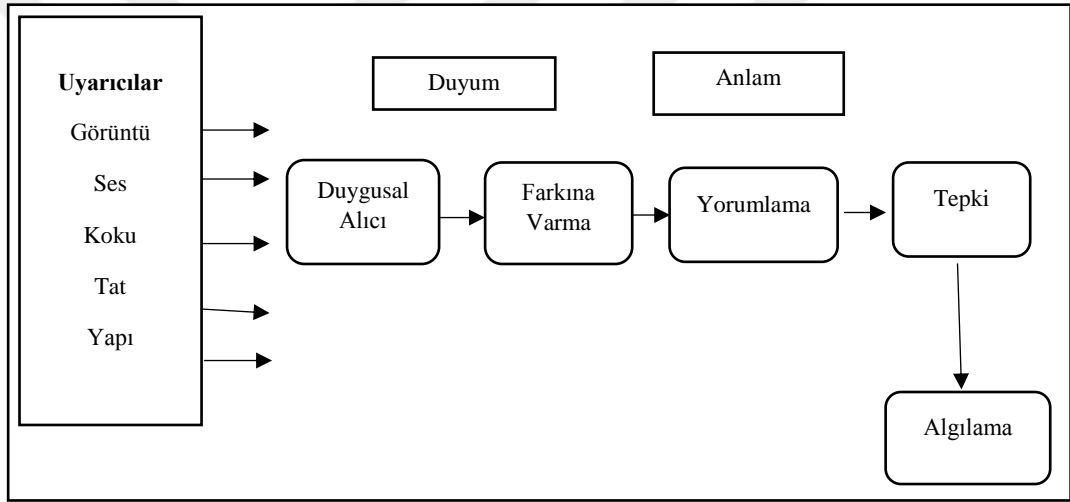 Uyarıcılar
Görüntü
Ses
Koku
Tat
Yapı
Duyum
Anlam
Duygusal
Alıcı
Farkına
Varma
Yorumlama
Tepki
Algılama